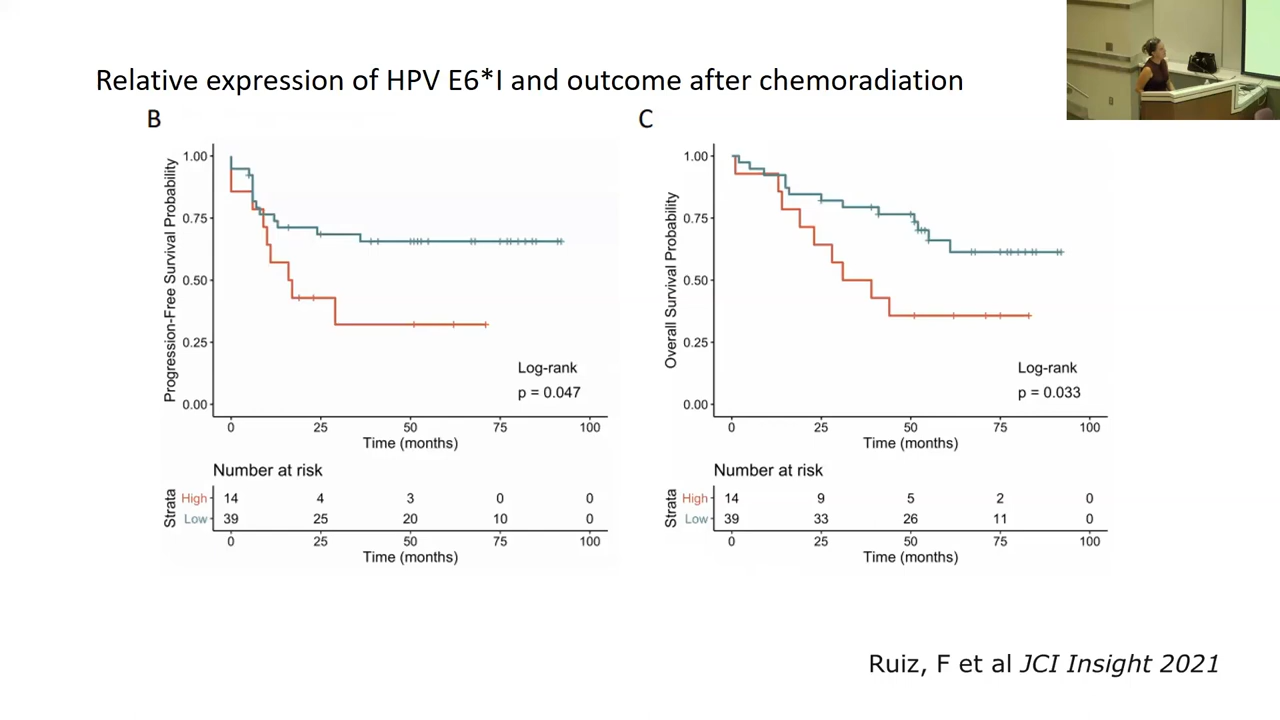 Relative expression of HPV E6*I and outcome after chemoradiation
B
Progression-Free Survival Probability
1.00
0.75
0.50
0.25
0.00
Log-rank
p = 0.047
0 25 50 75 100
Time (months)
Number at risk
Strata
High 14 4 3 0 0
Low 39 25 20 10 0
0 25 50 75 100
Time (months)
C
Overall Survival Probability
1.00
0.75
0.50
0.25
0.00
Log-rank
p = 0.033
0 25 50 75 100
Time (months)
Number at risk
Strata
High 14 9 5 2 0
Low 39 33 26 11 0
0 25 50 75 100
Time (months)
Ruiz, F et al JCI Insight 2021